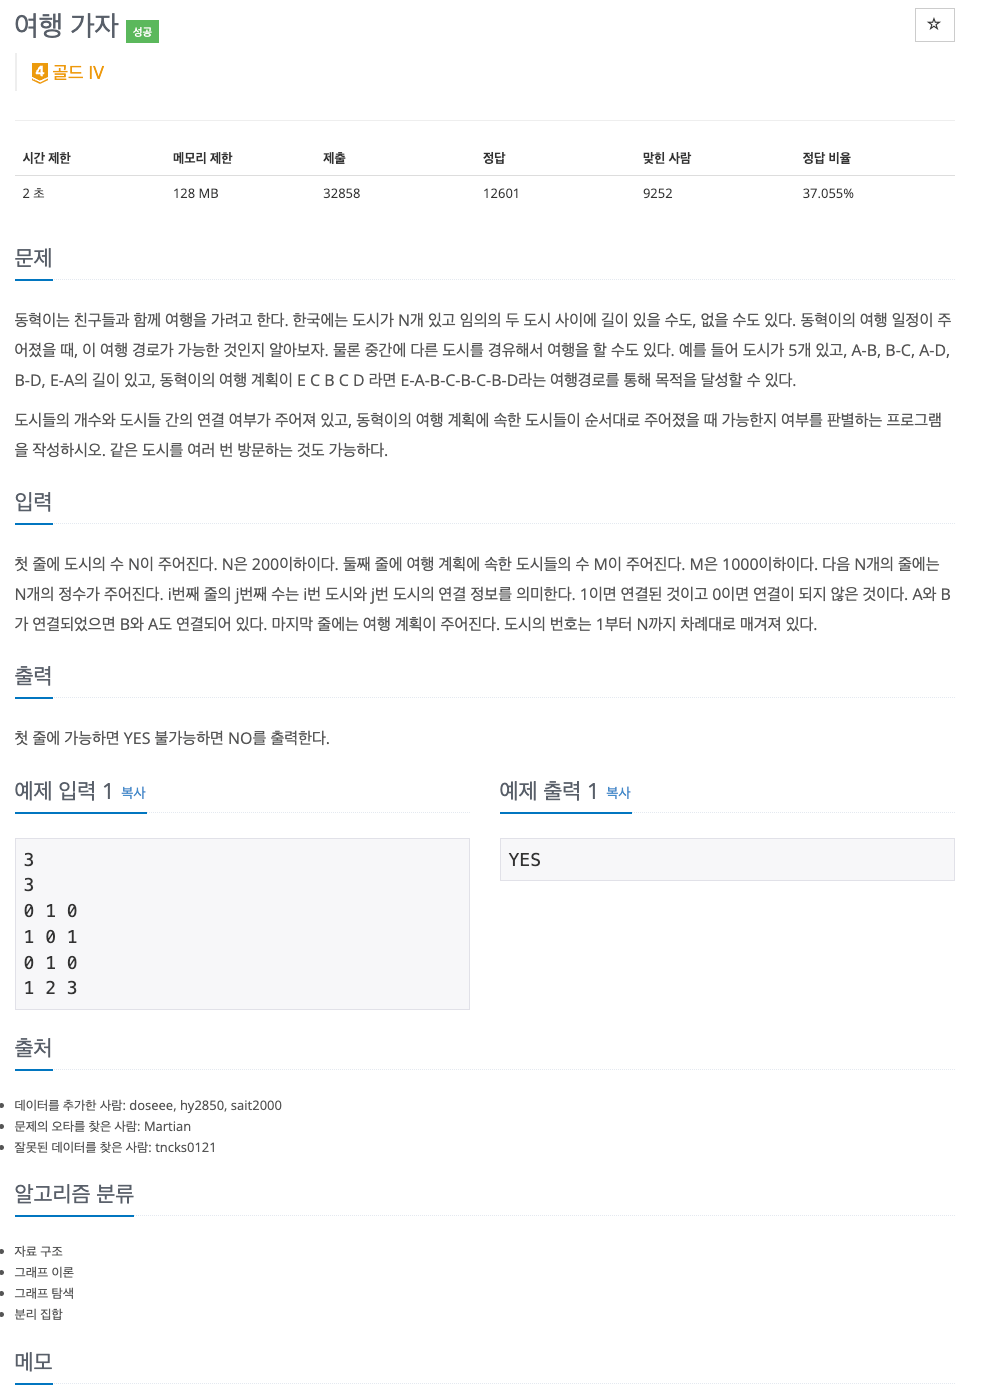 여행 가자 성공
☆
4 골드 IV
시간 제한 메모리 제한 제출 정답 맞힌 사람 정답 비율
2 초 128 MB 32858 12601 9252 37.055%
문제
동혁이는 친구들과 함께 여행을 가려고 한다. 한국에는 도시가 N개 있고 임의의 두 도시 사이에 길이 있을 수도, 없을 수도 있다. 동혁이의 여행 일정이 주
어졌을 때, 이 여행 경로가 가능한 것인지 알아보자. 물론 중간에 다른 도시를 경유해서 여행을 할 수도 있다. 예를 들어 도시가 5개 있고, A-B, B-C, A-D,
B-D, E-A의 길이 있고, 동혁이의 여행 계획이 E C B C D 라면 E-A-B-C-B-C-B-D라는 여행경로를 통해 목적을 달성할 수 있다.
도시들의 개수와 도시들 간의 연결 여부가 주어져 있고, 동혁이의 여행 계획에 속한 도시들이 순서대로 주어졌을 때 가능한지 여부를 판별하는 프로그램
을 작성하시오. 같은 도시를 여러 번 방문하는 것도 가능하다.
입력
첫 줄에 도시의 수 N이 주어진다. N은 200이하이다. 둘째 줄에 여행 계획에 속한 도시들의 수 M이 주어진다. M은 1000이하이다. 다음 N개의 줄에는
N개의 정수가 주어진다. i번째 줄의 j번째 수는 i번 도시와 j번 도시의 연결 정보를 의미한다. 1이면 연결된 것이고 0이면 연결이 되지 않은 것이다. A와 B
가 연결되었으면 B와 A도 연결되어 있다. 마지막 줄에는 여행 계획이 주어진다. 도시의 번호는 1부터 N까지 차례대로 매겨져 있다.
출력
첫 줄에 가능하면 YES 불가능하면 NO를 출력한다.
예제 입력 1 복사
3
3
0 1 0
1 0 1
0 1 0
1 2 3
예제 출력 1 복사
YES
출처
데이터를 추가한 사람: doseee, hy2850, sait2000
문제의 오타를 찾은 사람: Martian
잘못된 데이터를 찾은 사람: tncks0121
알고리즘 분류
자료 구조
그래프 이론
그래프 탐색
분리 집합
메모